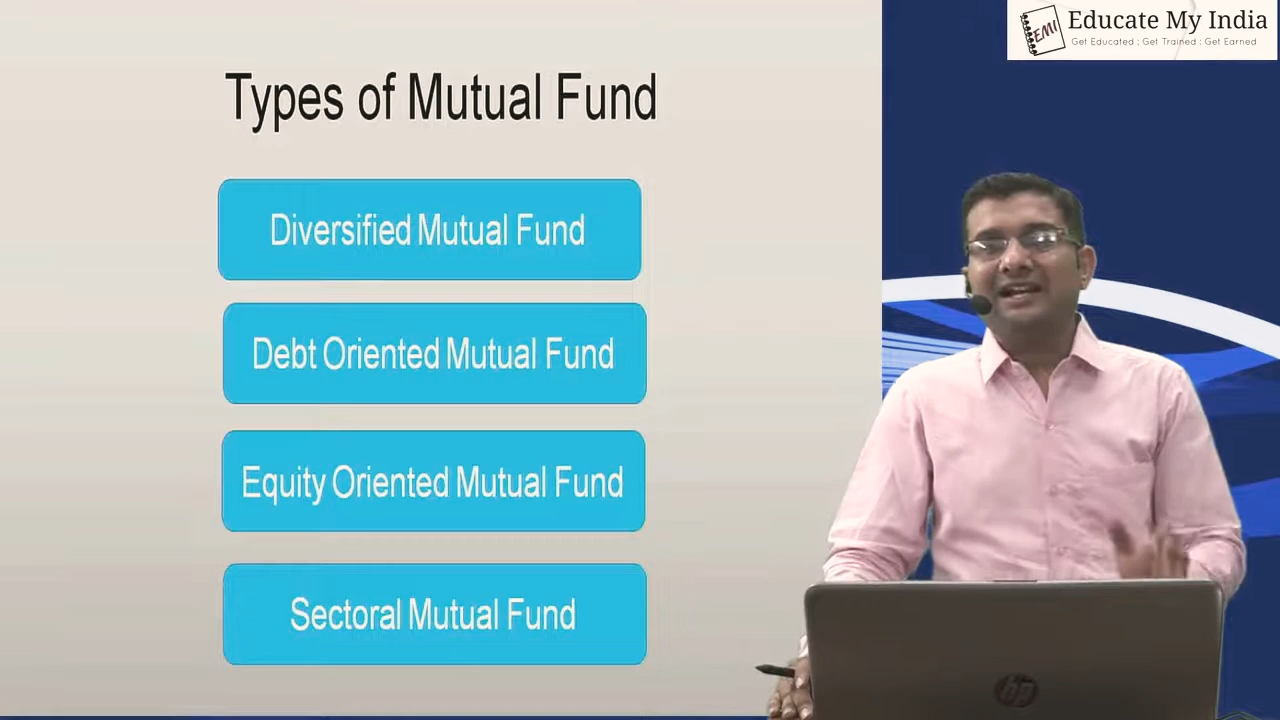 EMI
Educate My India
Get Educated : Get Trained : Get Earned
Types of Mutual Fund
Diversified Mutual Fund
Debt Oriented Mutual Fund
Equity Oriented Mutual Fund
Sectoral Mutual Fund
hp